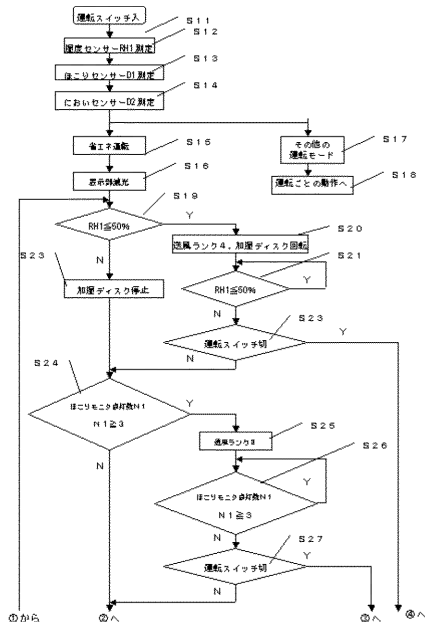 運転スイッチ入
S11
湿度センサーRH1測定
S12
ほこりセンサーD1測定
S13
においセンサーD2測定
S14
省エネ運転
S15
表示部減光
S16
その他の
運転モード
S17
運転ごとの動作へ
S18
S19
RH1≦50%
Y
N
S20
送風ランク4，加湿ディスク回転
S21
RH1≦50%
Y
N
S23
加湿ディスク停止
S23
運転スイッチ切
Y
N
S24
ほこりモニタ点灯数N1
N1≧3
Y
N
S25
S26
ほこりモニタ点灯数N1
N1≧3
Y
N
S27
運転スイッチ切
Y
N
①から
②へ
③へ
④へ